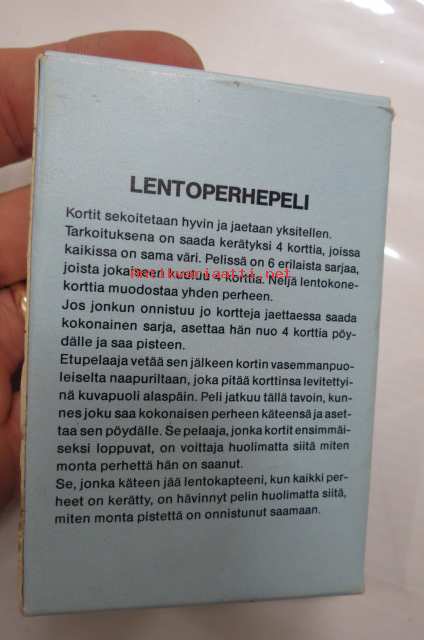 LENTOPERHEPELI
Kortit sekoitetaan hyvin ja jaetaan yksitellen.
Tarkoituksena on saada kerätyksi 4 korttia, joissa
kaikissa on sama väri. Pelissä on 6 erilaista sarjaa,
joista jokaiseen kuuluu 4 korttia. Neljä lentokone-
korttia muodostaa yhden perheen.
Jos jonkun onnistuu jo kortteja jaettaessa saada
kokonainen sarja, asettaa hän nuo 4 korttia pöy-
dälle ja saa pisteen.
Etupelaaja vetää sen jälkeen kortin vasemmanpuo-
leiselta naapuriltaan, joka pitää korttinsa levitettyi-
nä kuvapuoli alaspäin. Peli jatkuu tällä tavoin, kun-
nes joku saa kokonaisen perheen käteensä ja aset-
taa sen pöydälle. Se pelaaja, jonka kortit ensimmäi-
seksi loppuvat, on voittaja huolimatta siitä miten
monta perhettä hän on saanut.
Se, jonka käteen jää lentokapteeni, kun kaikki per-
heet on kerätty, on hävinnyt pelin huolimatta siitä,
miten monta pistettä on onnistunut saamaan.